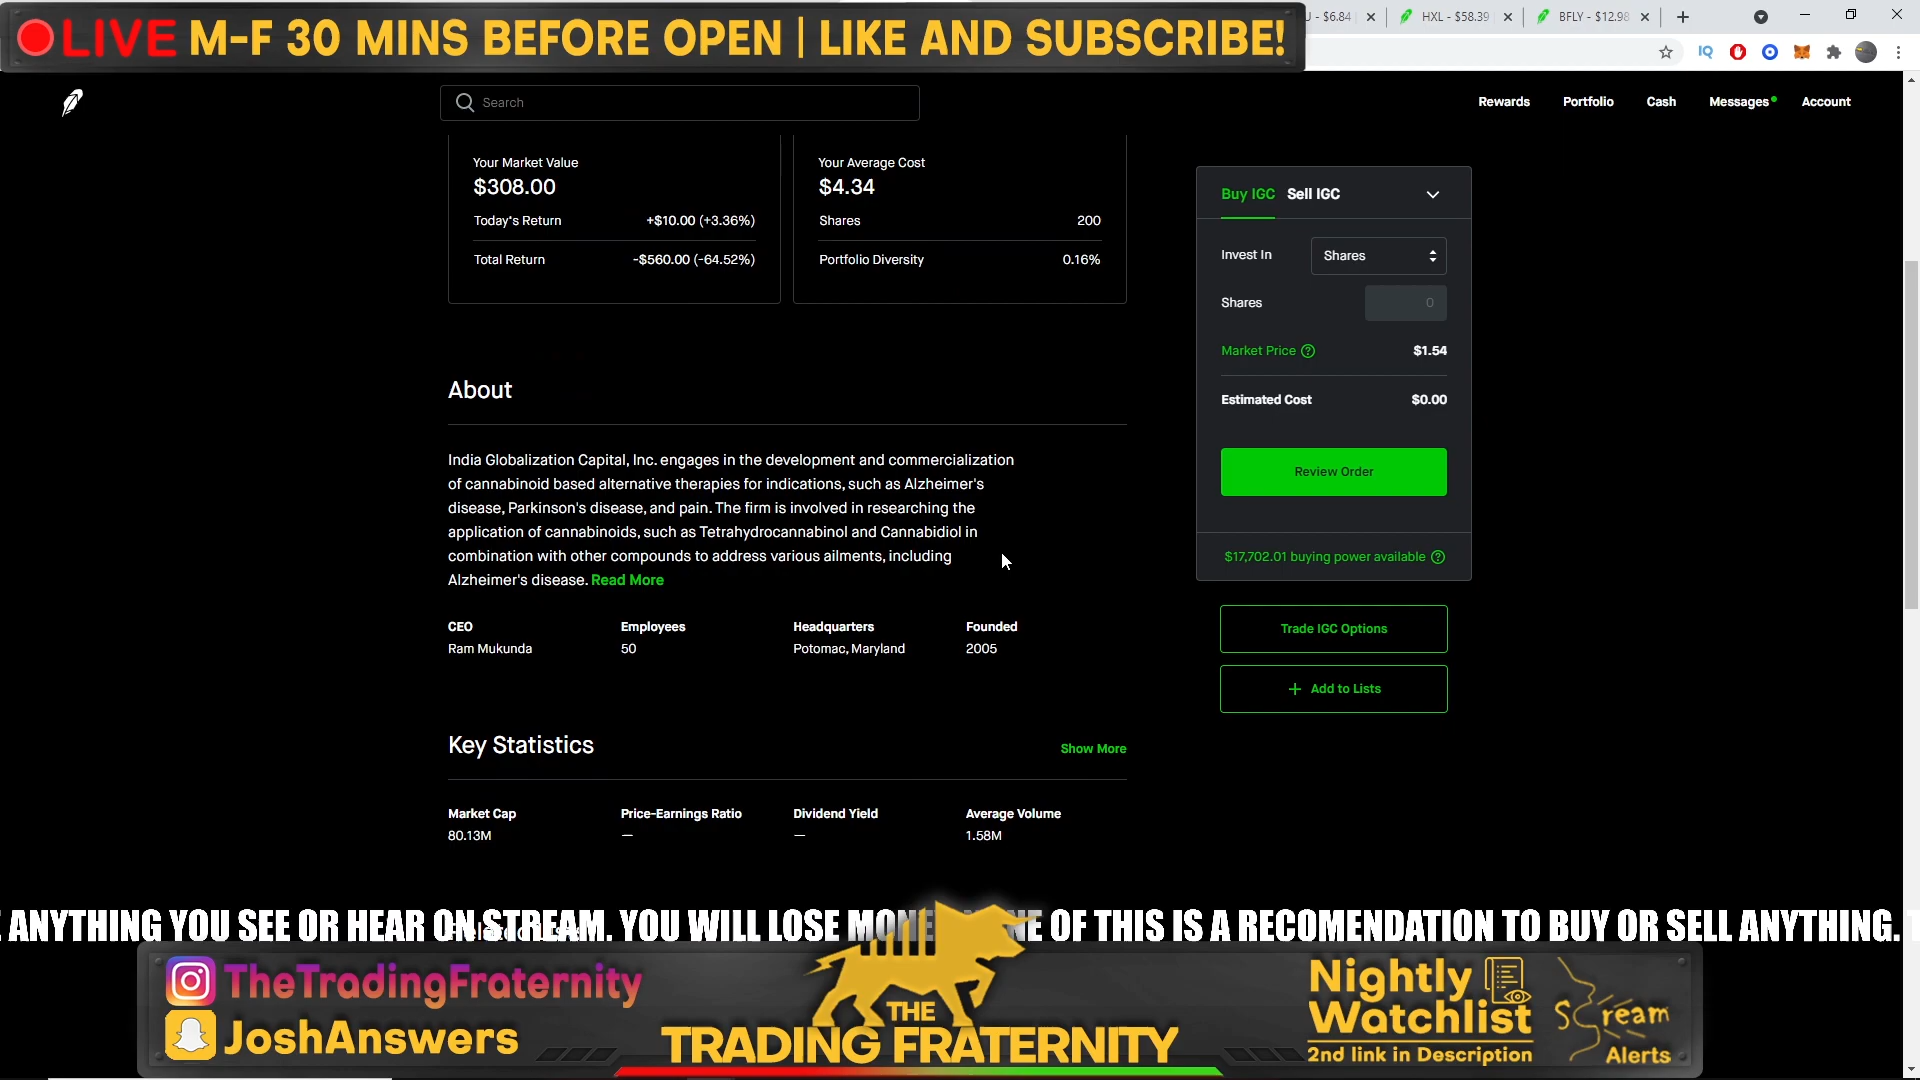 LIVE M-F 30 MINS BEFORE OPEN | LIKE AND SUBSCRIBE!
- $6.84
HXL - $58.39
BFLY - $12.98
IQ
Search
Rewards
Portfolio
Cash
Messages
Account
Your Market Value
$308.00
Today's Return +$10.00 (+3.36%)
Total Return -$560.00 (-64.52%)
Your Average Cost
$4.34
Shares 200
Portfolio Diversity 0.16%
Buy IGC Sell IGC
Invest In Shares
Shares 0
Market Price ? $1.54
Estimated Cost $0.00
Review Order
$17,702.01 buying power available ?
Trade IGC Options
+ Add to Lists
About
India Globalization Capital, Inc. engages in the development and commercialization
of cannabinoid based alternative therapies for indications, such as Alzheimer's
disease, Parkinson's disease, and pain. The firm is involved in researching the
application of cannabinoids, such as Tetrahydrocannabinol and Cannabidiol in
combination with other compounds to address various ailments, including
Alzheimer's disease. Read More
CEO Employees Headquarters Founded
Ram Mukunda 50 Potomac, Maryland 2005
Key Statistics Show More
Market Cap Price-Earnings Ratio Dividend Yield Average Volume
80.13M — — 1.58M
ANYTHING YOU SEE OR HEAR ON STREAM. YOU WILL LOSE OF THIS IS A RECOMENDATION TO BUY OR SELL ANYTHING.
TheTradingFraternity
JoshAnswers
THE
TRADING FRATERNITY
Nightly
Watchlist
2nd link in Description
Scream
Alerts